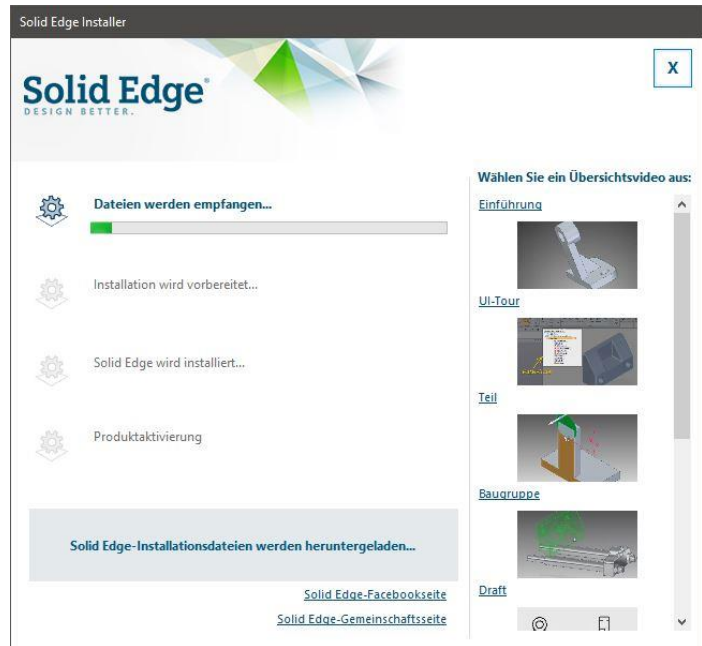 Solid Edge Installer
Solid Edge®
DESIGN BETTER.
X
Dateien werden empfangen...
Installation wird vorbereitet...
Solid Edge wird installiert...
Produktaktivierung
Solid Edge-Installationsdateien werden heruntergeladen...
Solid Edge-Facebookseite
Solid Edge-Gemeinschaftsseite
Wählen Sie ein Übersichtsvideo aus:
Einführung
UI-Tour
Teil
Baugruppe
Draft